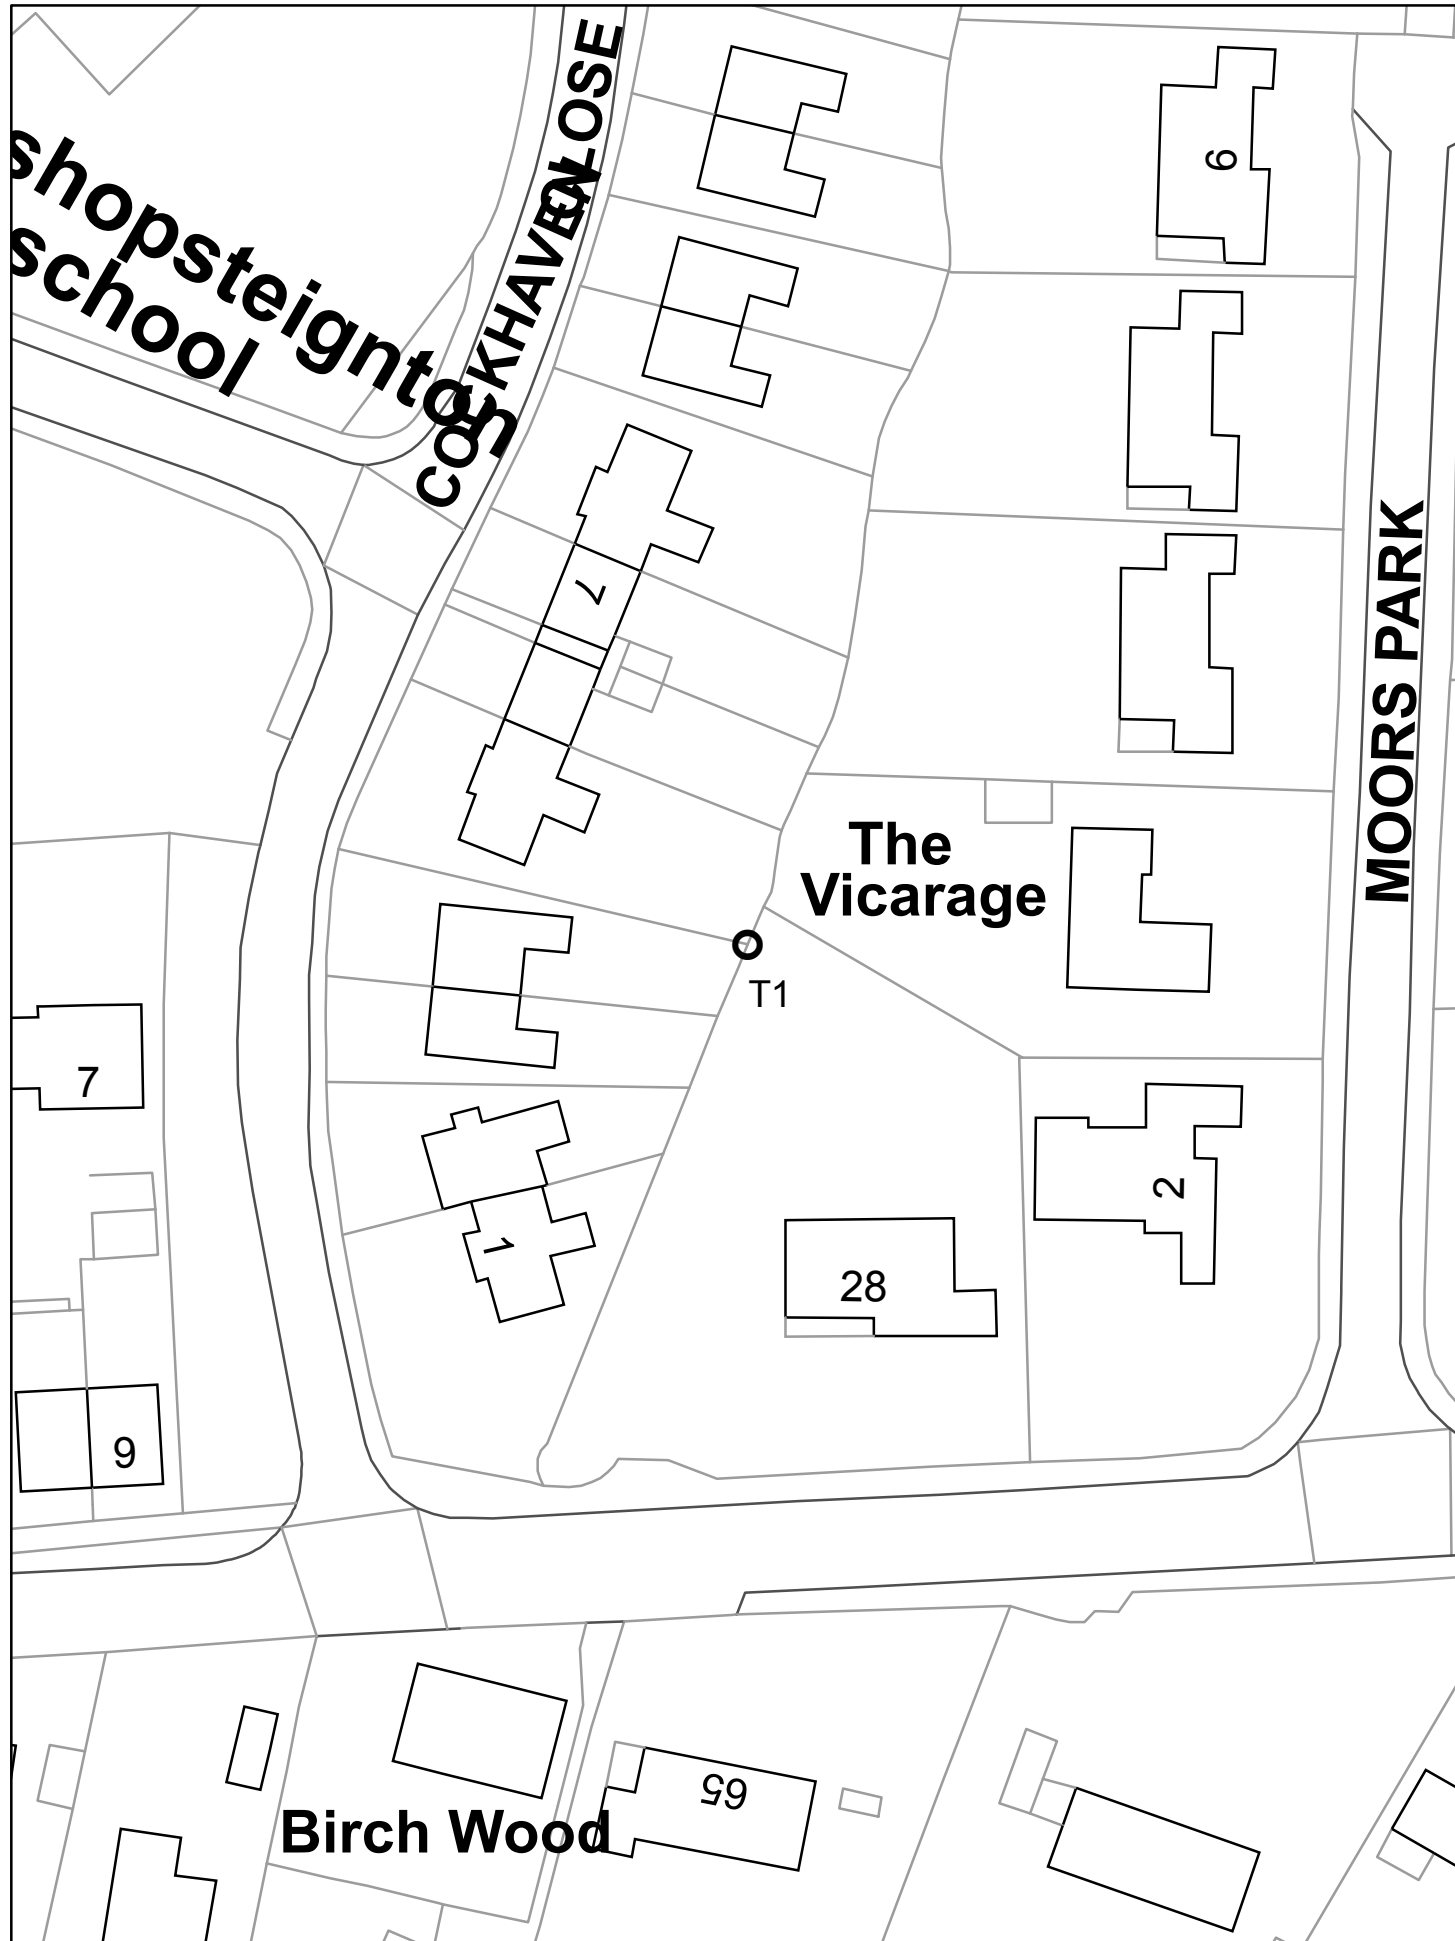 COCKHAVEN CLOSE
shopsteignton
school
6
7
MOORS PARK
The
Vicarage
T1
7
2
1
28
9
65
Birch Wood